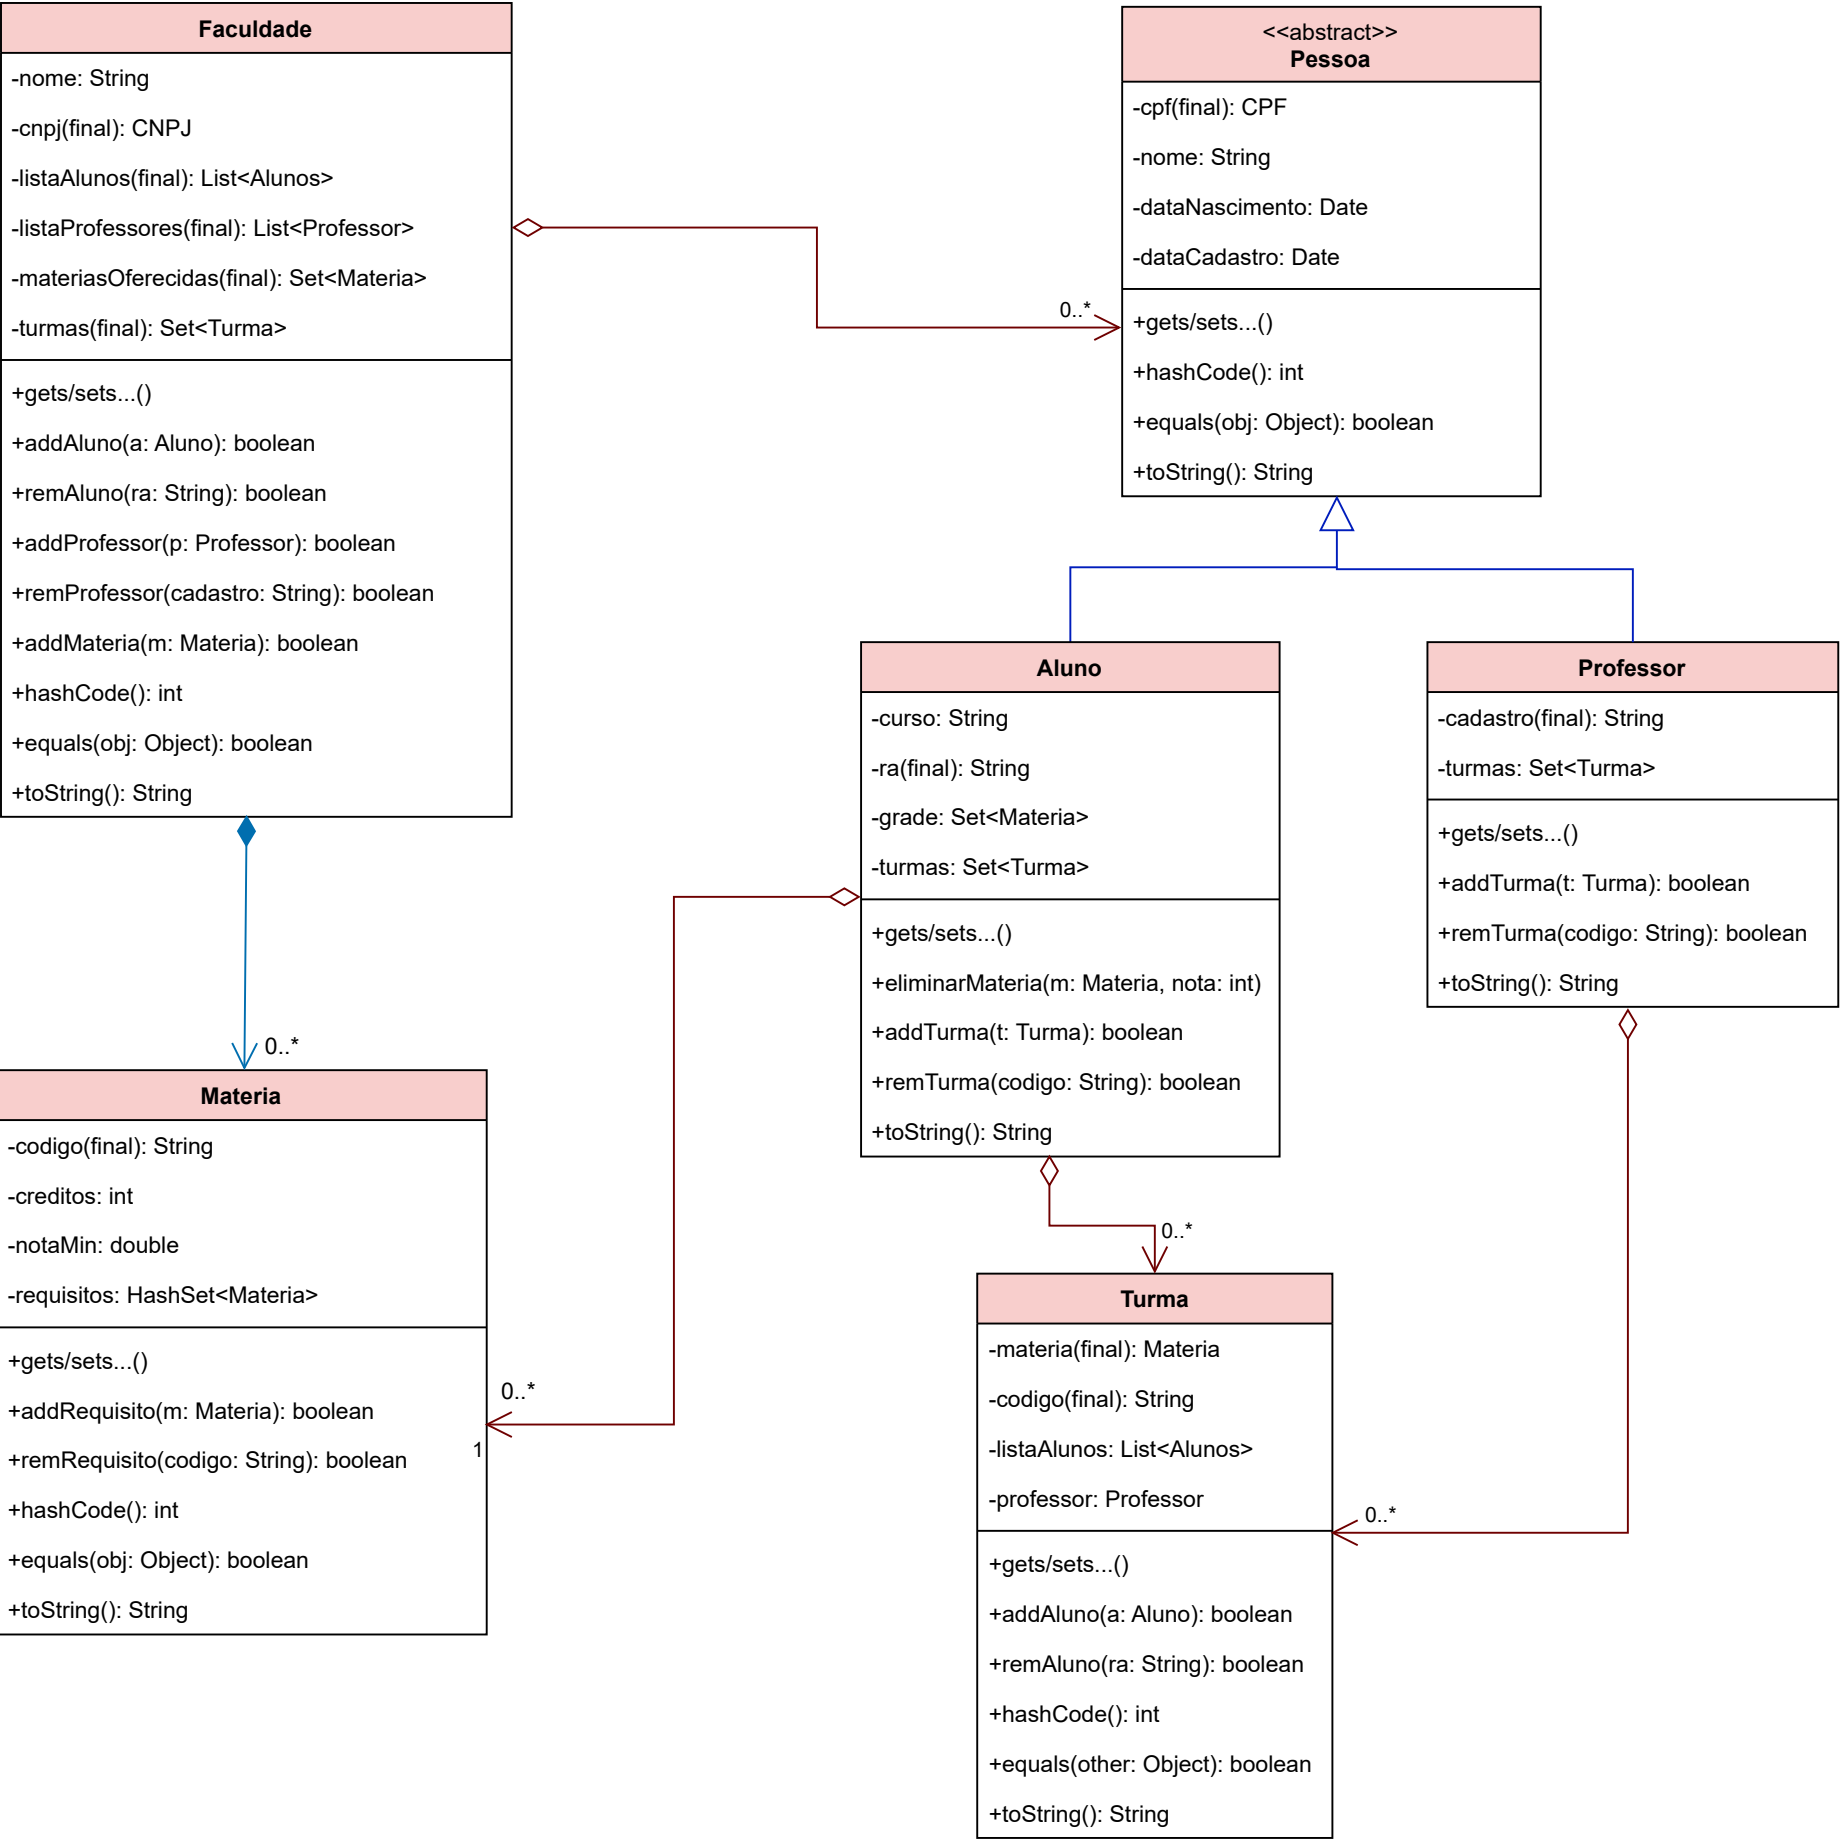 Faculdade
-nome: String
-cnpj(final): CNPJ
-listaAlunos(final): List<Alunos>
-listaProfessores(final): List<Professor>
-materiasOferecidas(final): Set<Materia>
-turmas(final): Set<Turma>
+gets/sets...()
+addAluno(a: Aluno): boolean
+remAluno(ra: String): boolean
+addProfessor(p: Professor): boolean
+remProfessor(cadastro: String): boolean
+addMateria(m: Materia): boolean
+hashCode(): int
+equals(obj: Object): boolean
+toString(): String
0..*
<<abstract>>
Pessoa
-cpf(final): CPF
-nome: String
-dataNascimento: Date
-dataCadastro: Date
+gets/sets...()
+hashCode(): int
+equals(obj: Object): boolean
+toString(): String
Aluno
-curso: String
-ra(final): String
-grade: Set<Materia>
-turmas: Set<Turma>
+gets/sets...()
+eliminarMateria(m: Materia, nota: int)
+addTurma(t: Turma): boolean
+remTurma(codigo: String): boolean
+toString(): String
Professor
-cadastro(final): String
-turmas: Set<Turma>
+gets/sets...()
+addTurma(t: Turma): boolean
+remTurma(codigo: String): boolean
+toString(): String
0..*
Materia
-codigo(final): String
-creditos: int
-notaMin: double
-requisitos: HashSet<Materia>
+gets/sets...()
+addRequisito(m: Materia): boolean
+remRequisito(codigo: String): boolean
+hashCode(): int
+equals(obj: Object): boolean
+toString(): String
0..*
1
0..*
Turma
-materia(final): Materia
-codigo(final): String
-listaAlunos: List<Alunos>
-professor: Professor
+gets/sets...()
+addAluno(a: Aluno): boolean
+remAluno(ra: String): boolean
+hashCode(): int
+equals(other: Object): boolean
+toString(): String
0..*